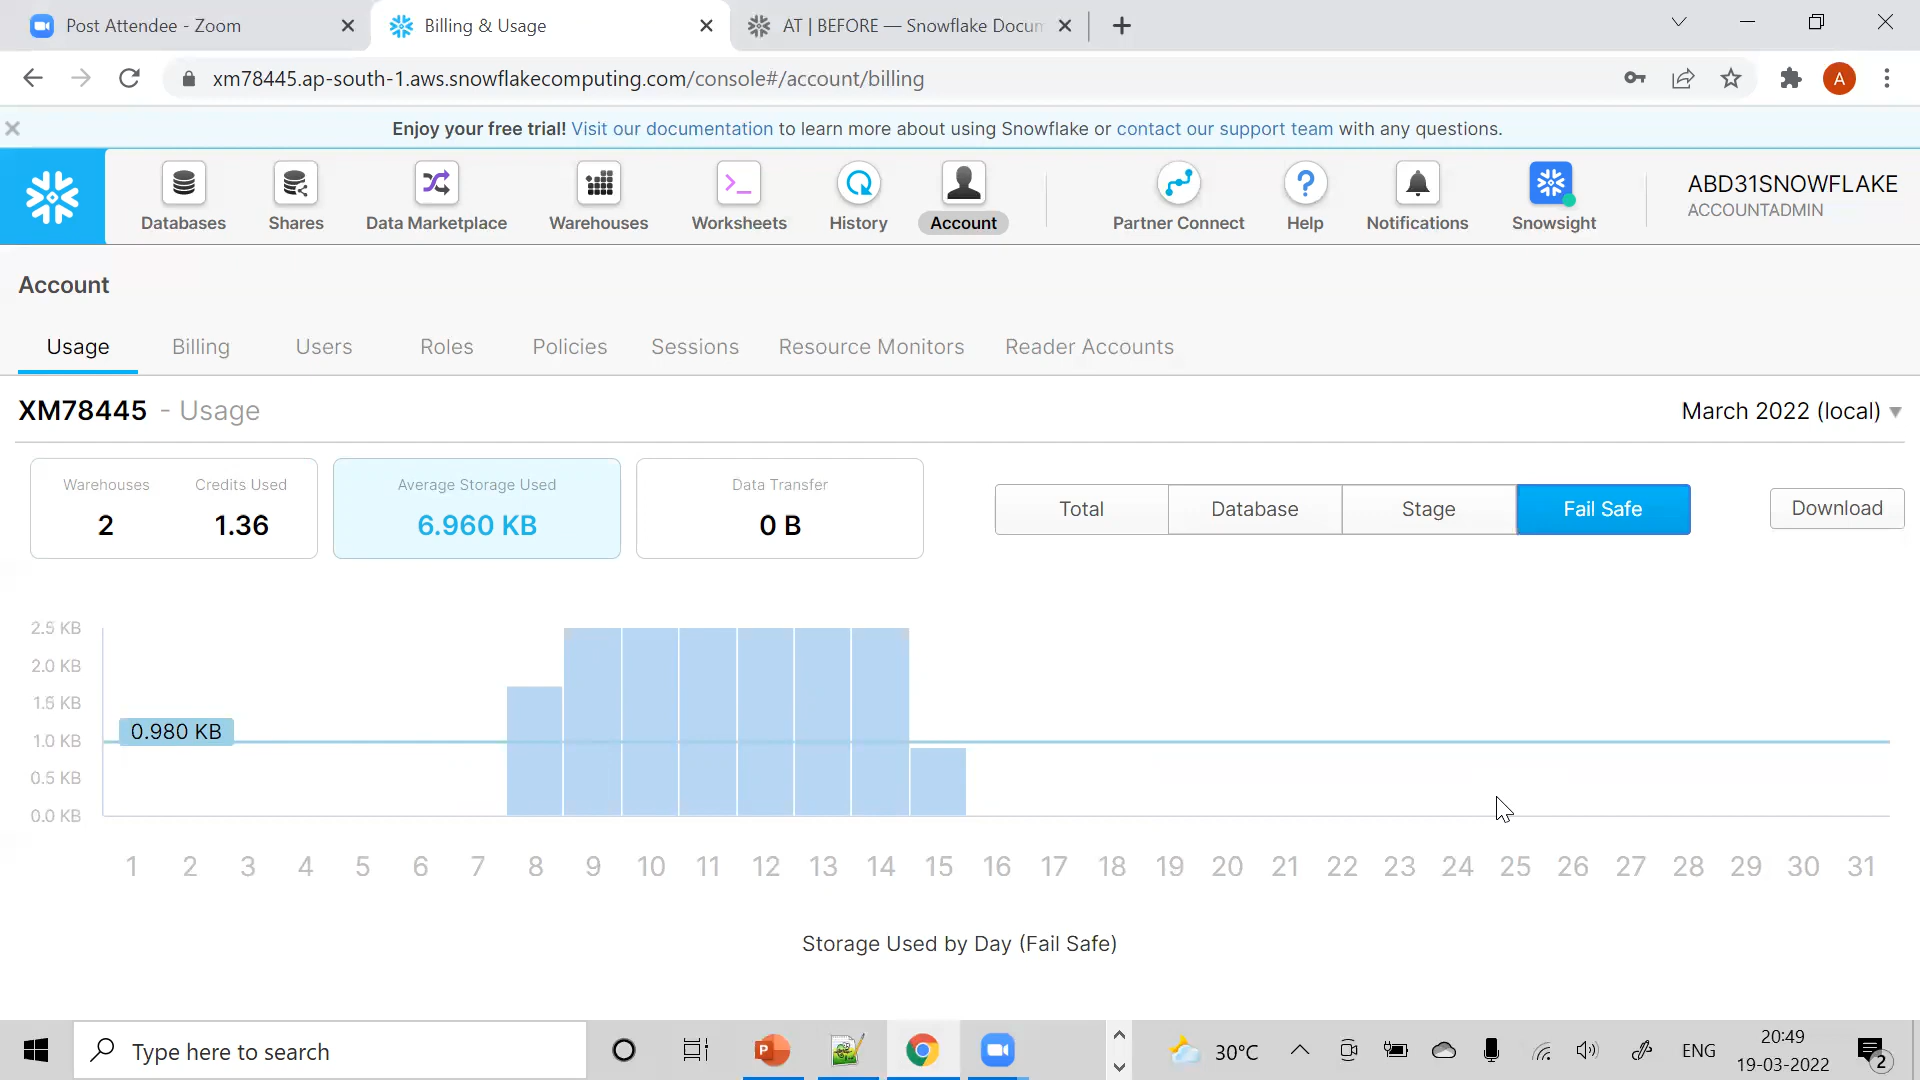 Post Attendee - Zoom
Billing & Usage
AT | BEFORE — Snowflake Docum
xm78445.ap-south-1.aws.snowflakecomputing.com/console#/account/billing
A
Enjoy your free trial! Visit our documentation to learn more about using Snowflake or contact our support team with any questions.
Databases
Shares
Data Marketplace
Warehouses
Worksheets
History
Account
Partner Connect
Help
Notifications
Snowsight
ABD31SNOWFLAKE
ACCOUNTADMIN
Account
Usage
Billing
Users
Roles
Policies
Sessions
Resource Monitors
Reader Accounts
XM78445 - Usage
March 2022 (local)
Warehouses
Credits Used
2
1.36
Average Storage Used
6.960 KB
Data Transfer
0 B
Total
Database
Stage
Fail Safe
Download
2.5 KB
2.0 KB
1.5 KB
1.0 KB
0.5 KB
0.0 KB
0.980 KB
1 2 3 4 5 6 7 8 9 10 11 12 13 14 15 16 17 18 19 20 21 22 23 24 25 26 27 28 29 30 31
Storage Used by Day (Fail Safe)
Type here to search
30°C
ENG
20:49
19-03-2022
2